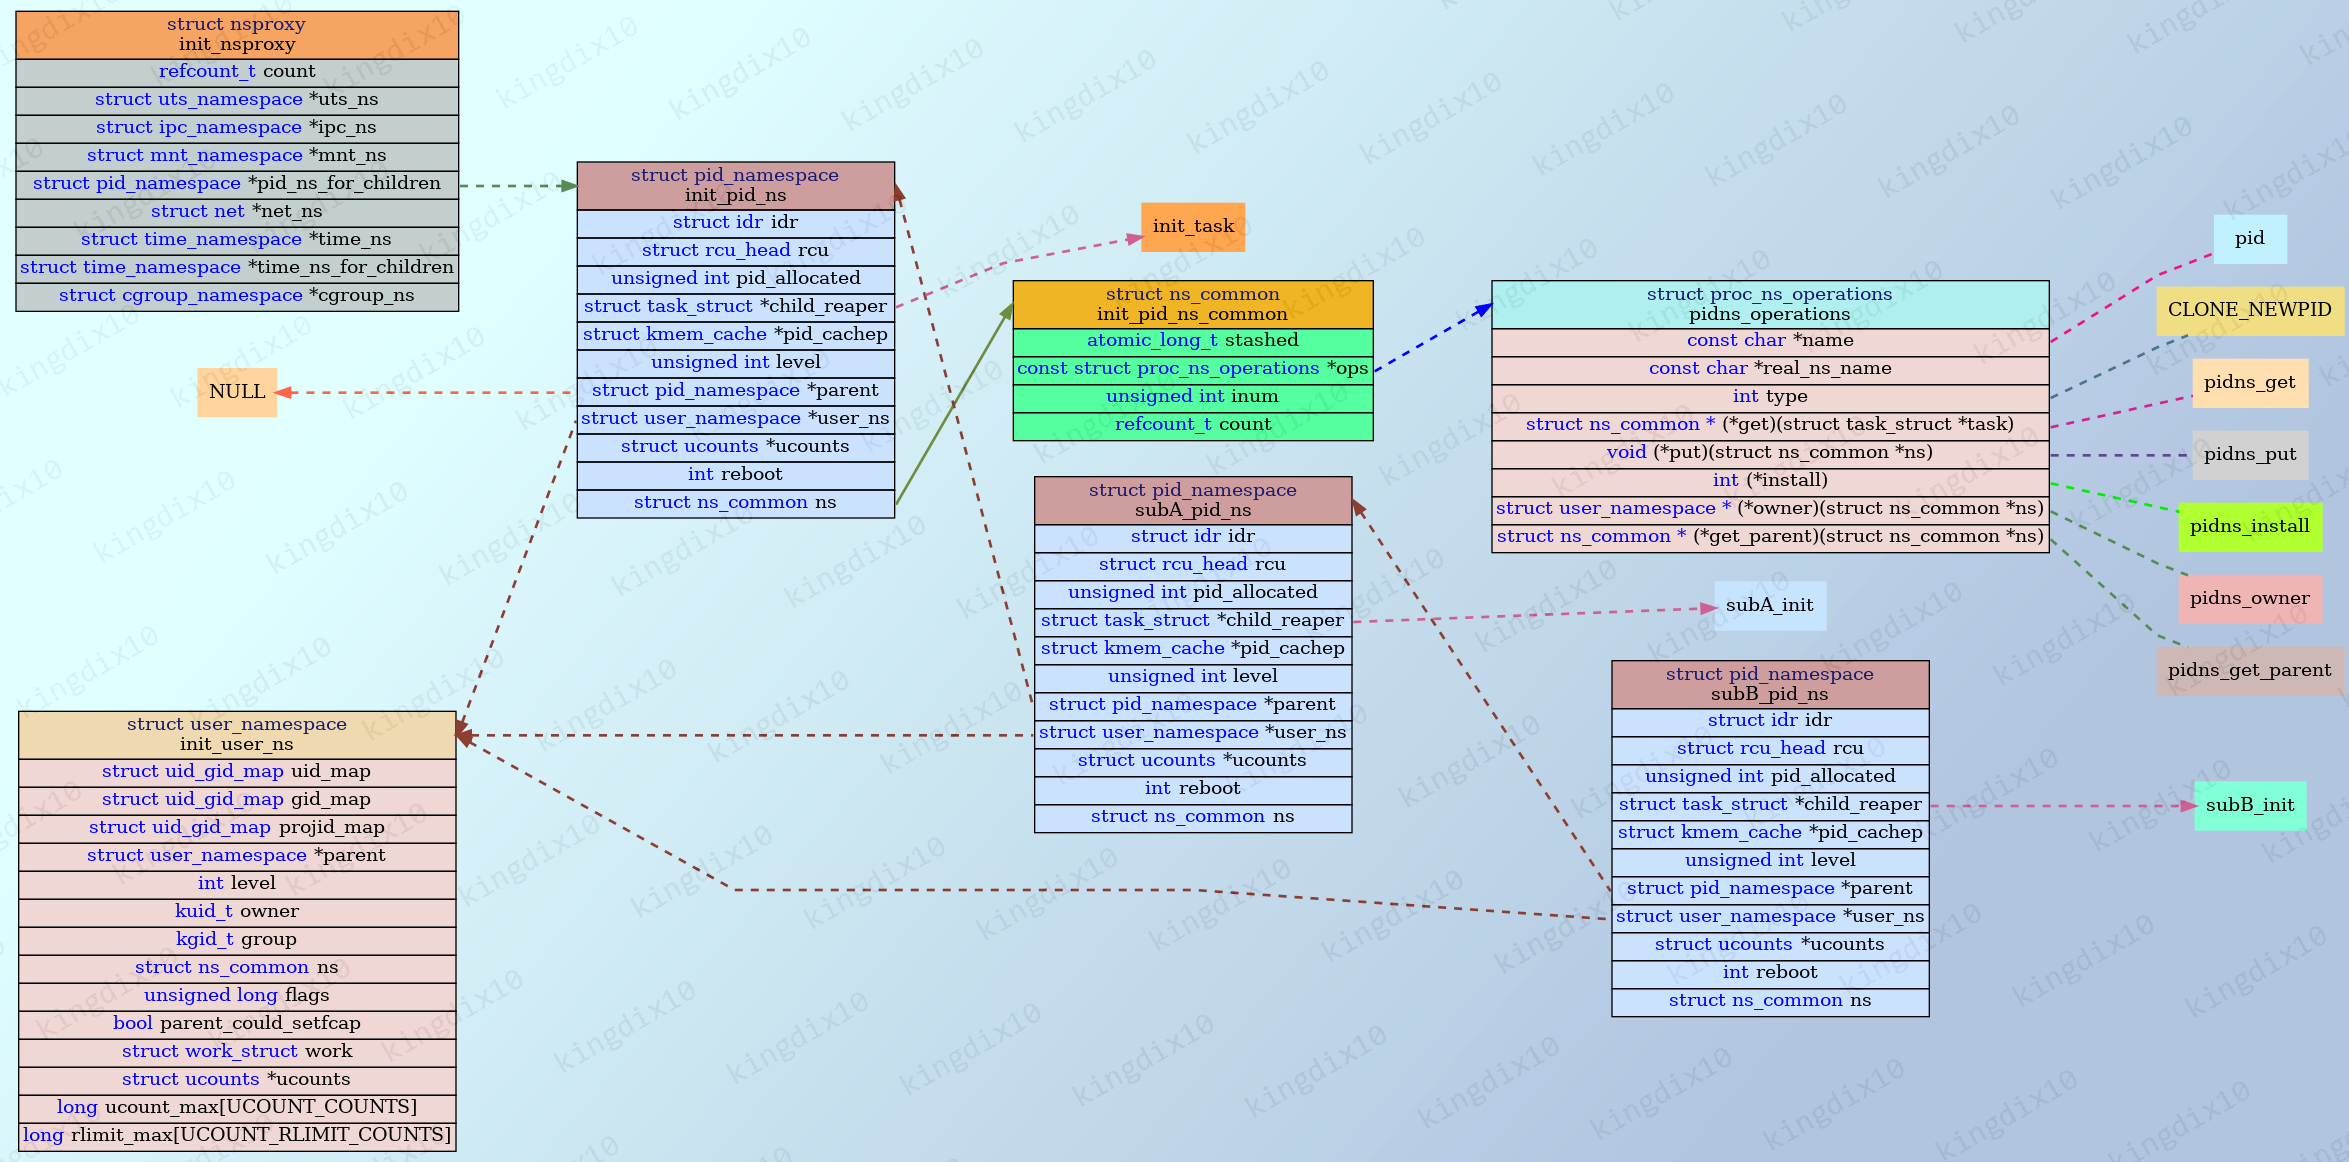 struct nsproxy
init_nsproxy
refcount_t count
struct uts_namespace *uts_ns
struct ipc_namespace *ipc_ns
struct mnt_namespace *mnt_ns
struct pid_namespace *pid_ns_for_children
struct net *net_ns
struct time_namespace *time_ns
struct time_namespace *time_ns_for_children
struct cgroup_namespace *cgroup_ns
NULL
struct user_namespace
init_user_ns
struct uid_gid_map uid_map
struct uid_gid_map gid_map
struct uid_gid_map projid_map
struct user_namespace *parent
int level
kuid_t owner
kgid_t group
struct ns_common ns
unsigned long flags
bool parent_could_setfcap
struct work_struct work
struct ucounts *ucounts
long ucount_max[UCOUNT_COUNTS]
long rlimit_max[UCOUNT_RLIMIT_COUNTS]
struct pid_namespace
init_pid_ns
struct idr idr
struct rcu_head rcu
unsigned int pid_allocated
struct task_struct *child_reaper
struct kmem_cache *pid_cachep
unsigned int level
struct pid_namespace *parent
struct user_namespace *user_ns
struct ucounts *ucounts
int reboot
struct ns_common ns
init_task
struct ns_common
init_pid_ns_common
atomic_long_t stashed
const struct proc_ns_operations *ops
unsigned int inum
refcount_t count
struct pid_namespace
subA_pid_ns
struct idr idr
struct rcu_head rcu
unsigned int pid_allocated
struct task_struct *child_reaper
struct kmem_cache *pid_cachep
unsigned int level
struct pid_namespace *parent
struct user_namespace *user_ns
struct ucounts *ucounts
int reboot
struct ns_common ns
struct proc_ns_operations
pidns_operations
const char *name
const char *real_ns_name
int type
struct ns_common * (*get)(struct task_struct *task)
void (*put)(struct ns_common *ns)
int (*install)
struct user_namespace * (*owner)(struct ns_common *ns)
struct ns_common * (*get_parent)(struct ns_common *ns)
subA_init
struct pid_namespace
subB_pid_ns
struct idr idr
struct rcu_head rcu
unsigned int pid_allocated
struct task_struct *child_reaper
struct kmem_cache *pid_cachep
unsigned int level
struct pid_namespace *parent
struct user_namespace *user_ns
struct ucounts *ucounts
int reboot
struct ns_common ns
pid
CLONE_NEWPID
pidns_get
pidns_put
pidns_install
pidns_owner
pidns_get_parent
subB_init
kingdix10